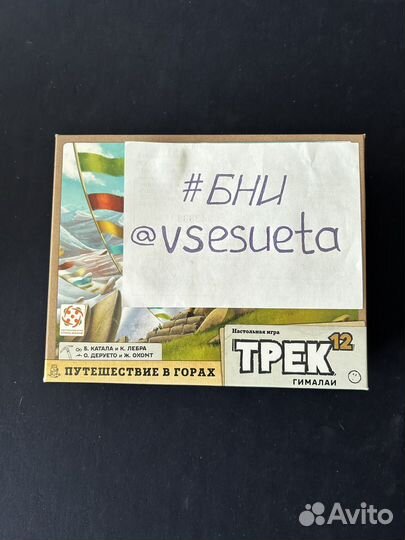 #БНИ
@vsesueta
Б. КАТАЛА и К. ЛЕБРА
О. ДЕРУЕТО и Ж. ОКОМТ
ПУТЕШЕСТВИЕ В ГОРАХ
Настольная игра
ТРЕК 12
ГИМАЛАИ
Avito